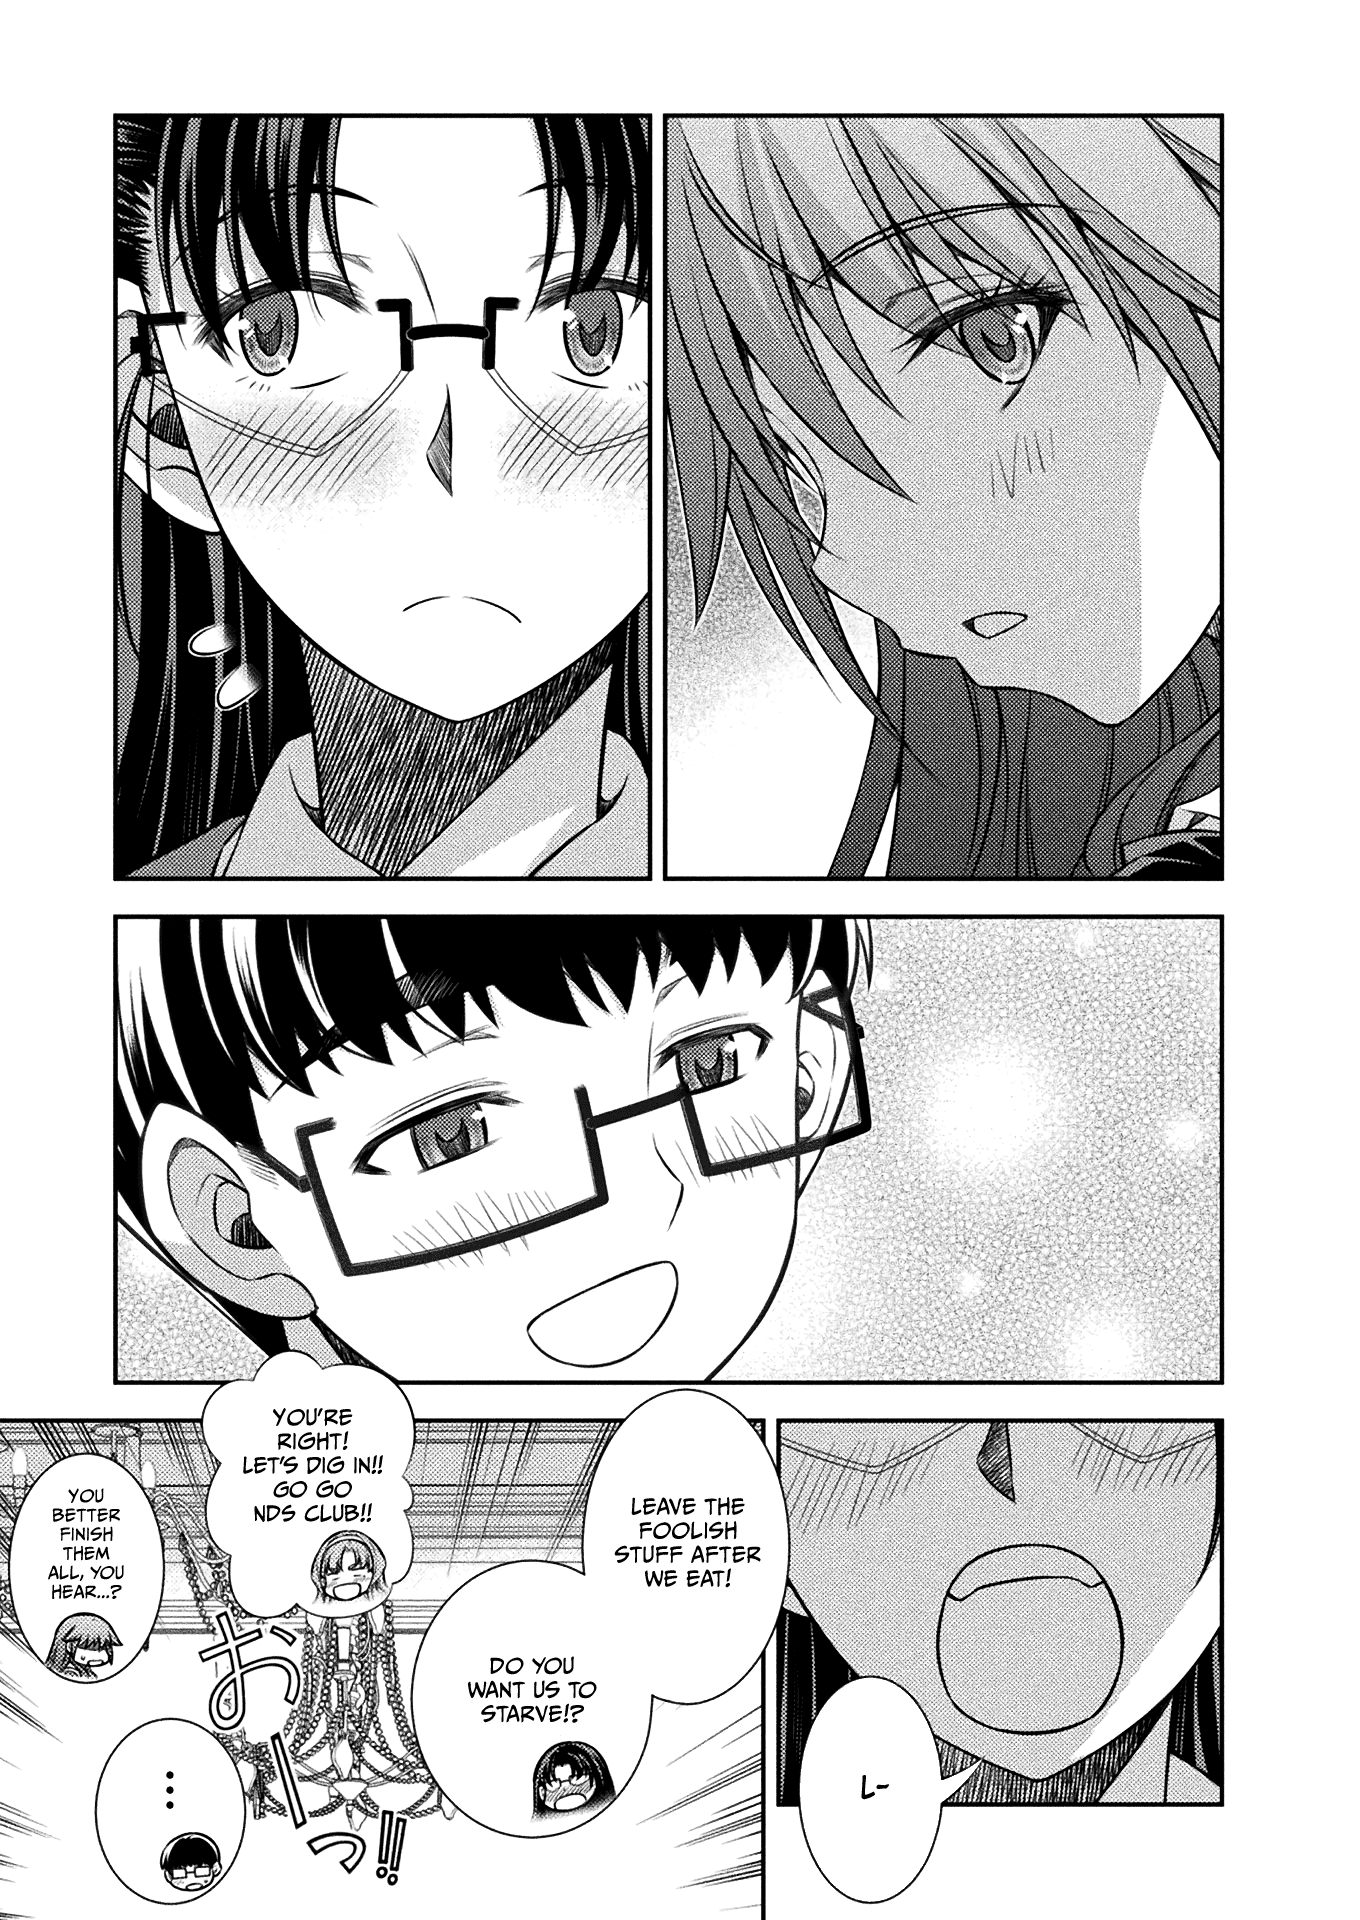 L-
LEAVE THE
FOOLISH
STUFF AFTER
WE EAT!
DO YOU
WANT US TO
STARVE!?
YOU'RE
RIGHT!
LET'S DIG IN!!
GO GO
NDS CLUB!!
おーっ!!
YOU
BETTER
FINISH
THEM
ALL, YOU
HEAR...?
...